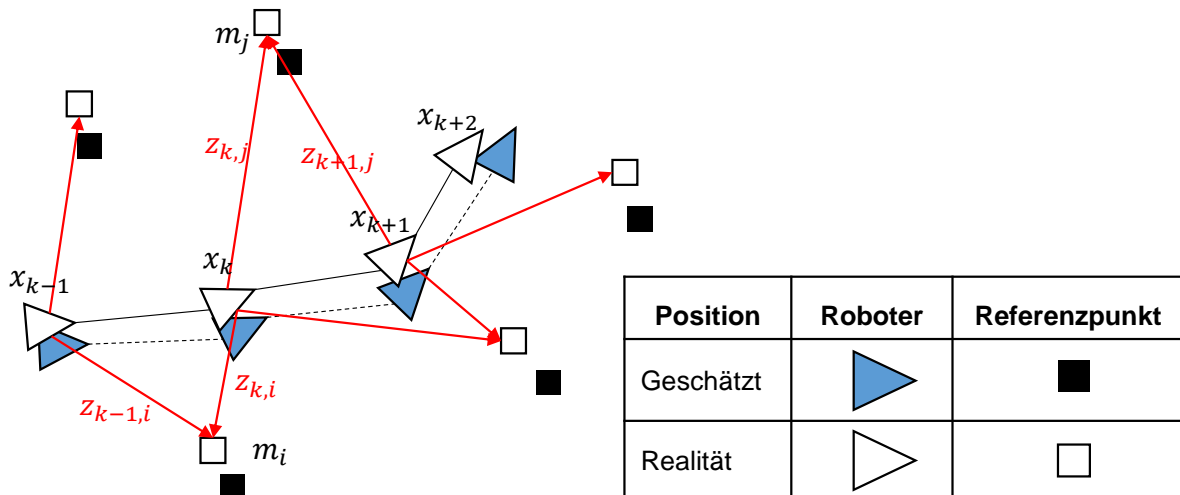 m_j
x_{k+2}
z_{k,j}
z_{k+1,j}
x_{k+1}
x_k
x_{k-1}
z_{k,i}
z_{k-1,i}
m_i
Position Roboter Referenzpunkt
Geschätzt
Realität